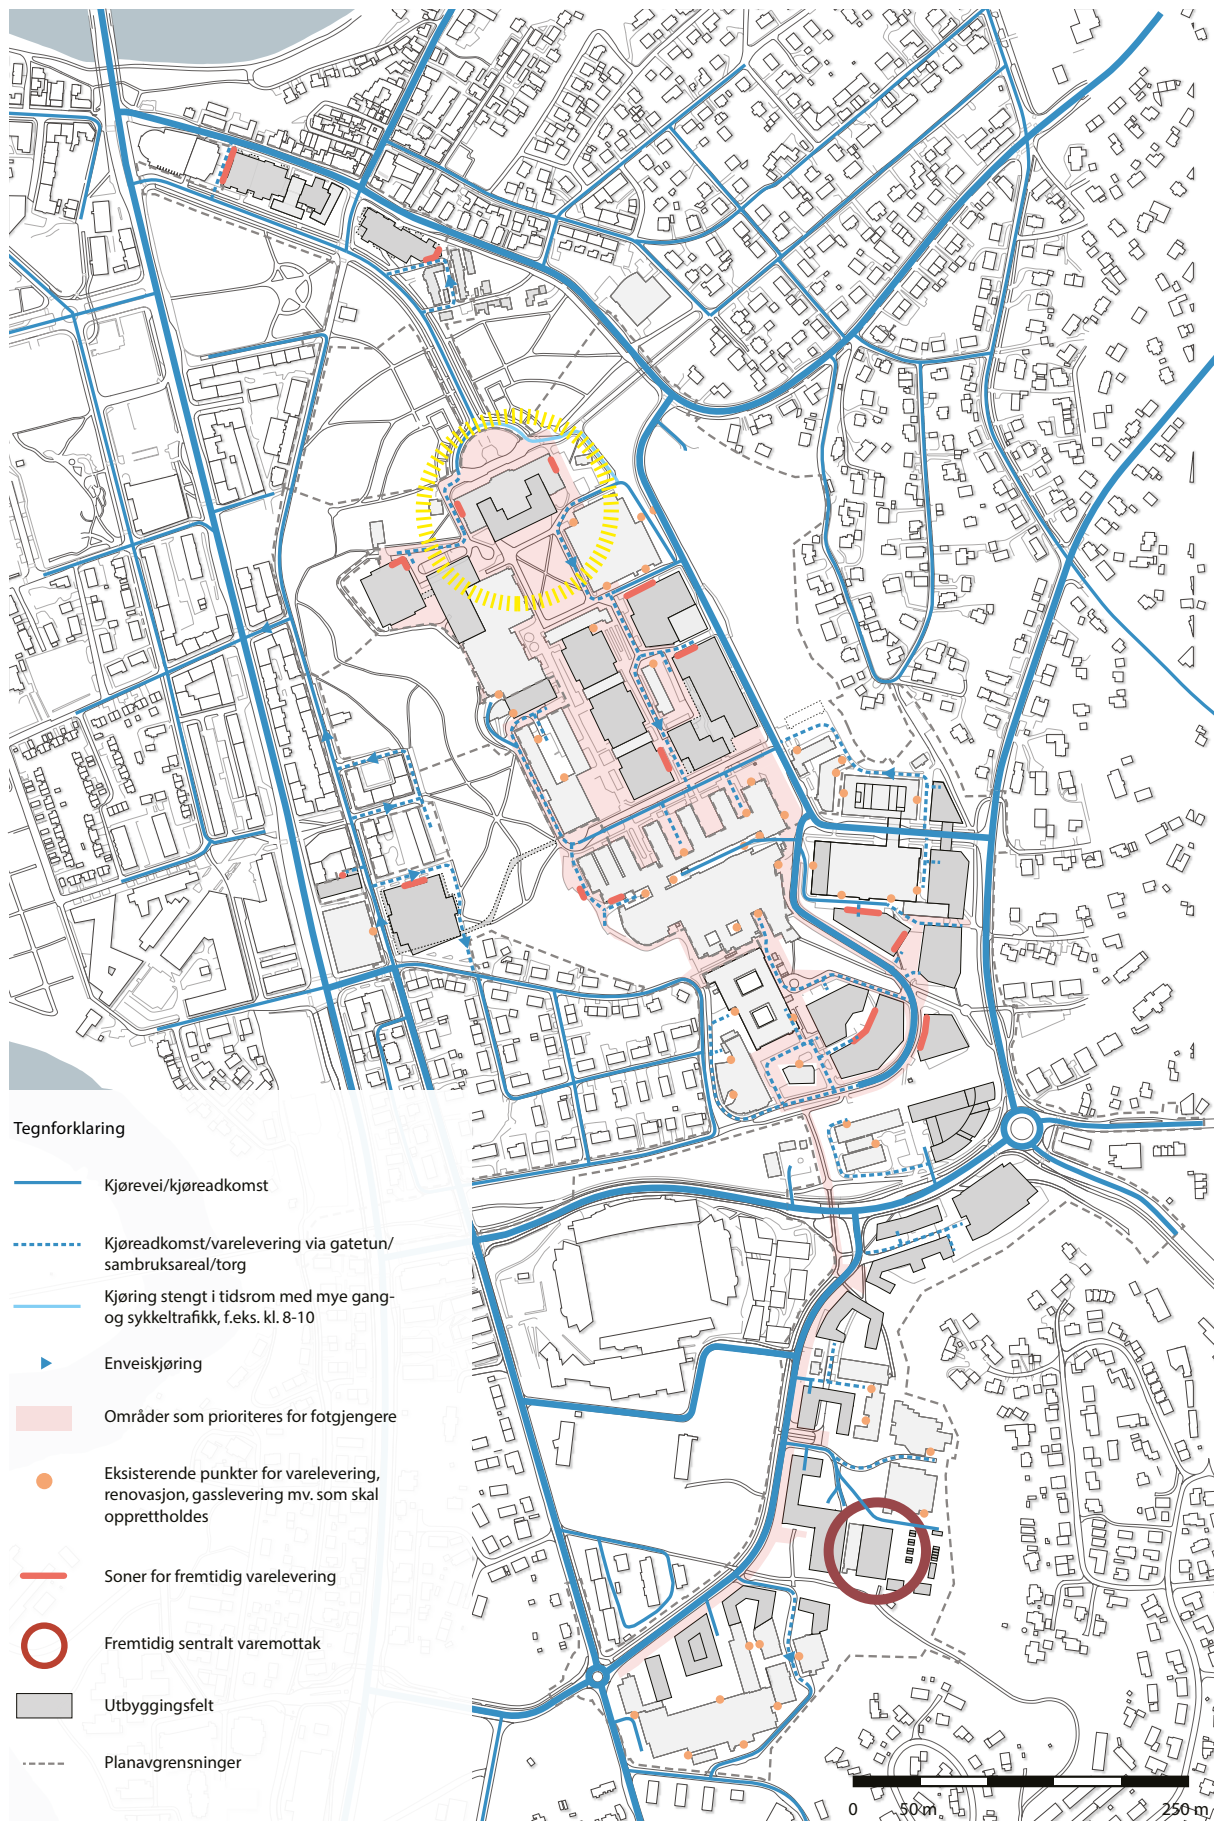 Tegnforklaring
Kjørevei/kjøreadkomst
Kjøreadkomst/varelevering via gatetun/
sambruksareal/torg
Kjøring stengt i tidsrom med mye gang-
og sykkeltrafikk, f.eks. kl. 8-10
Enveiskjøring
Områder som prioriteres for fotgjengere
Eksisterende punkter for varelevering,
renovasjon, gasslevering mv. som skal
opprettholdes
Soner for fremtidig varelevering
Fremtidig sentralt varemottak
Utbyggingsfelt
Planavgrensninger
0 50 m 250 m